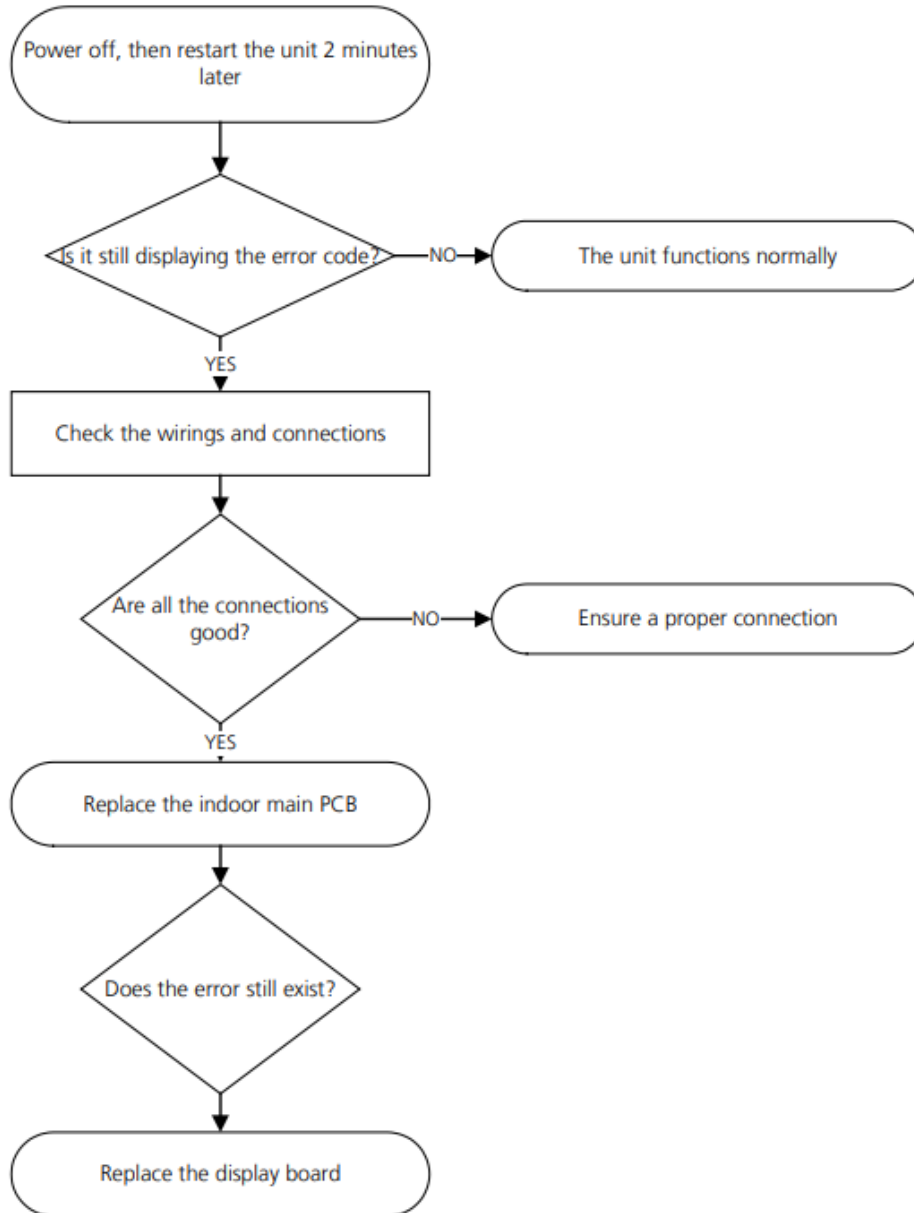 Power off, then restart the unit 2 minutes
later
Is it still displaying the error code?
NO
The unit functions normally
YES
Check the wirings and connections
Are all the connections
good?
NO
Ensure a proper connection
YES
Replace the indoor main PCB
Does the error still exist?
Replace the display board